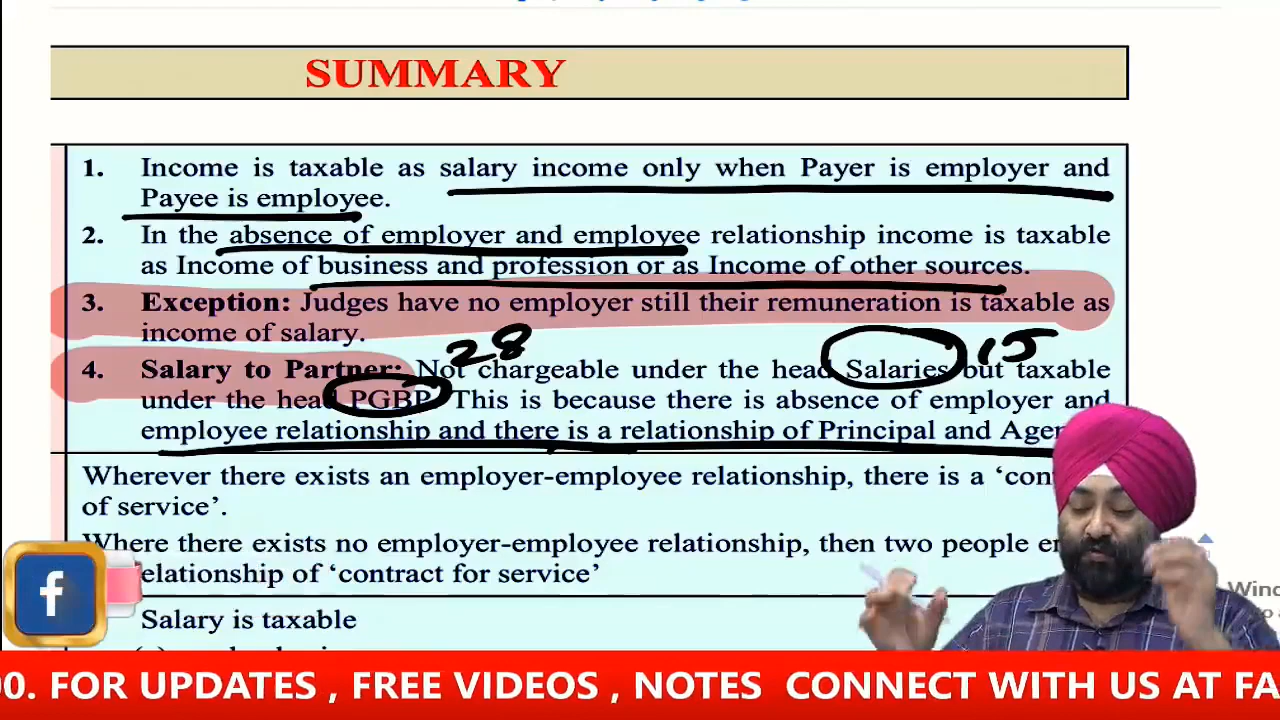 SUMMARY
1. Income is taxable as salary income only when Payer is employer and
Payee is employee.
2. In the absence of employer and employee relationship income is taxable
as Income of business and profession or as Income of other sources.
3. Exception: Judges have no employer still their remuneration is taxable as
income of salary.
28 15
4. Salary to Partner: Not chargeable under the head Salaries but taxable
under the head PGBP. This is because there is absence of employer and
employee relationship and there is a relationship of Principal and
Wherever there exists an employer-employee relationship, there is a
of service’.
Where there exists no employer-employee relationship, then two people
‘contract for service’
Salary is taxable
f
FOR UPDATES , FREE VIDEOS , NOTES CONNECT WITH US AT